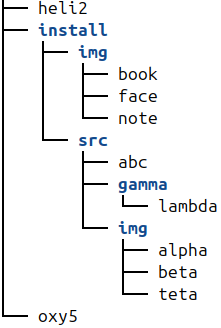 heli2
install
img
book
face
note
src
abc
gamma
lambda
img
alpha
beta
teta
oxy5